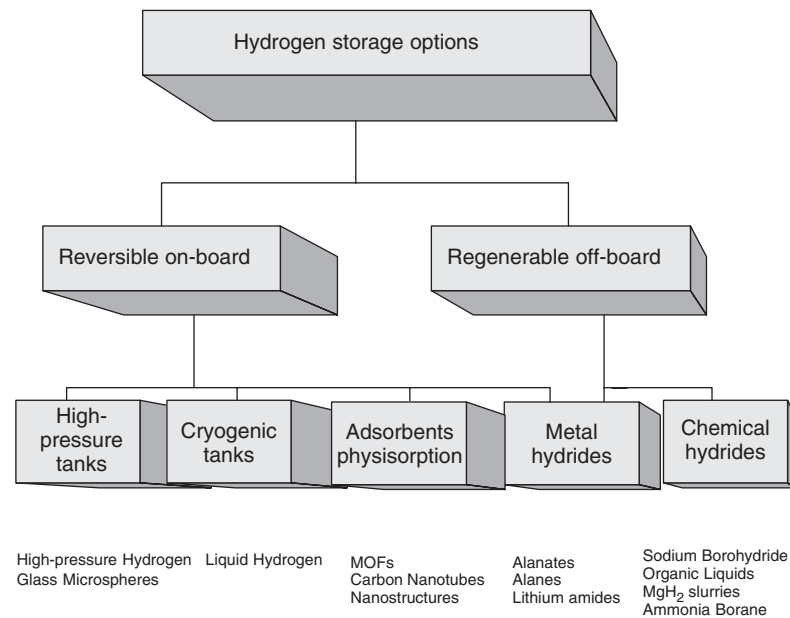 Hydrogen storage options
Reversible on-board
Regenerable off-board
High-
pressure
tanks
Cryogenic
tanks
Adsorbents
physisorption
Metal
hydrides
Chemical
hydrides
High-pressure Hydrogen
Glass Microspheres
Liquid Hydrogen
MOFs
Carbon Nanotubes
Nanostructures
Alanates
Alanes
Lithium amides
Sodium Borohydride
Organic Liquids
MgH₂ slurries
Ammonia Borane